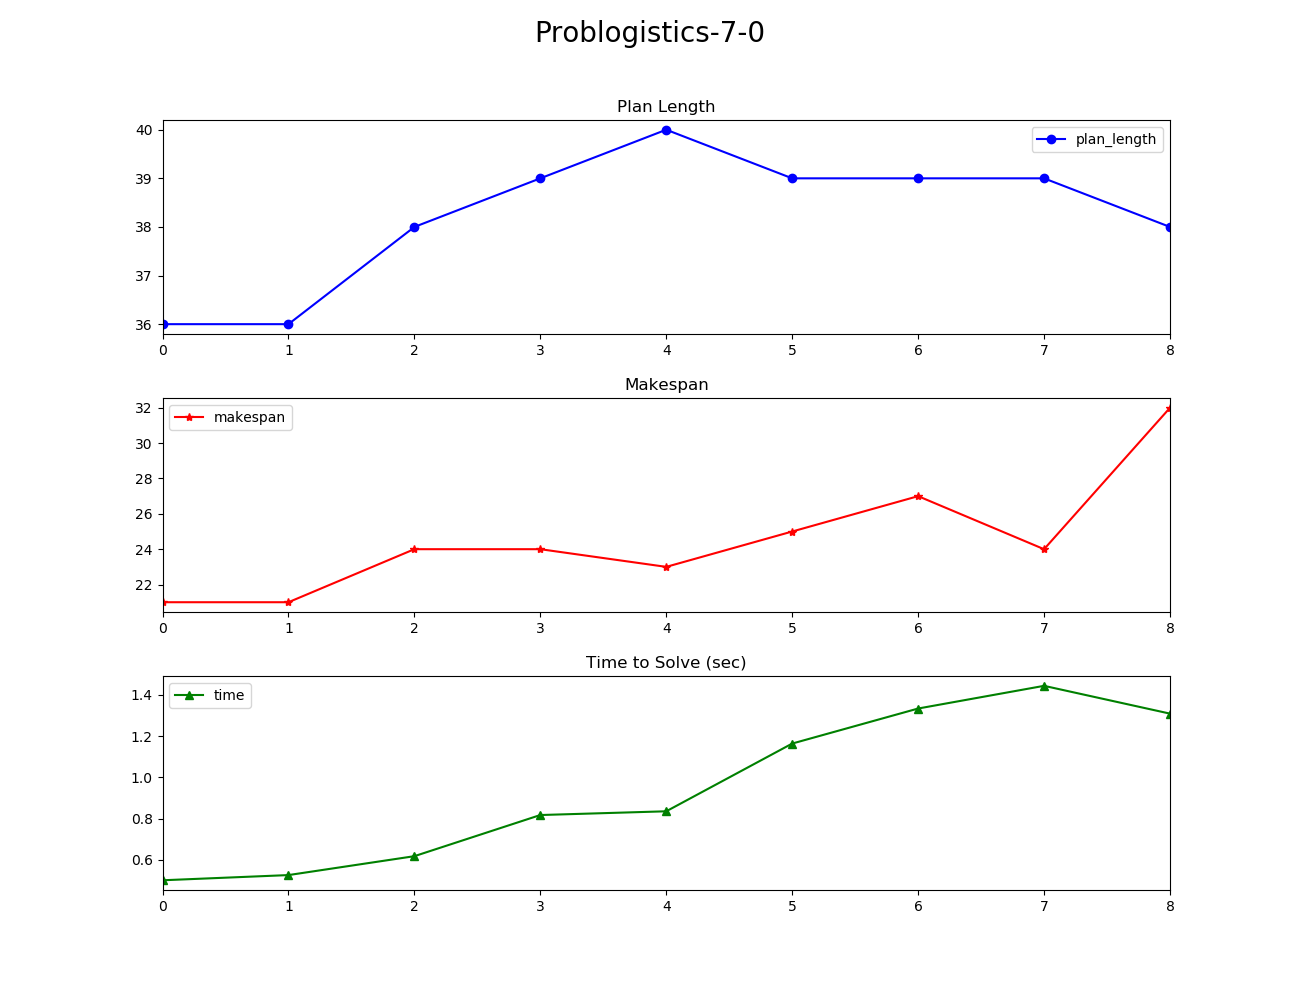 Problogistics-7-0
Plan Length
plan_length
40
39
38
37
36
0 1 2 3 4 5 6 7 8
Makespan
makespan
32
30
28
26
24
22
0 1 2 3 4 5 6 7 8
Time to Solve (sec)
time
1.4
1.2
1.0
0.8
0.6
0 1 2 3 4 5 6 7 8